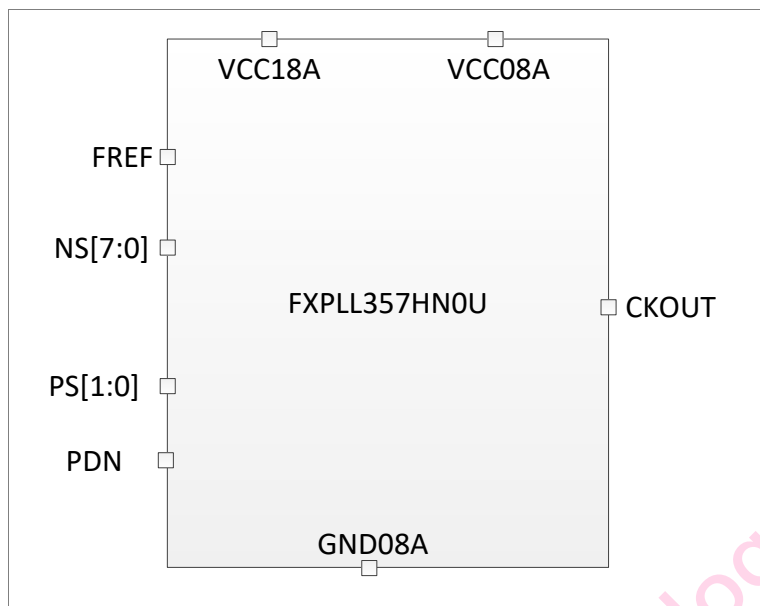 VCC18A VCC08A
FREF
NS[7:0]
FXPLL357HN0U
CKOUT
PS[1:0]
PDN
GND08A